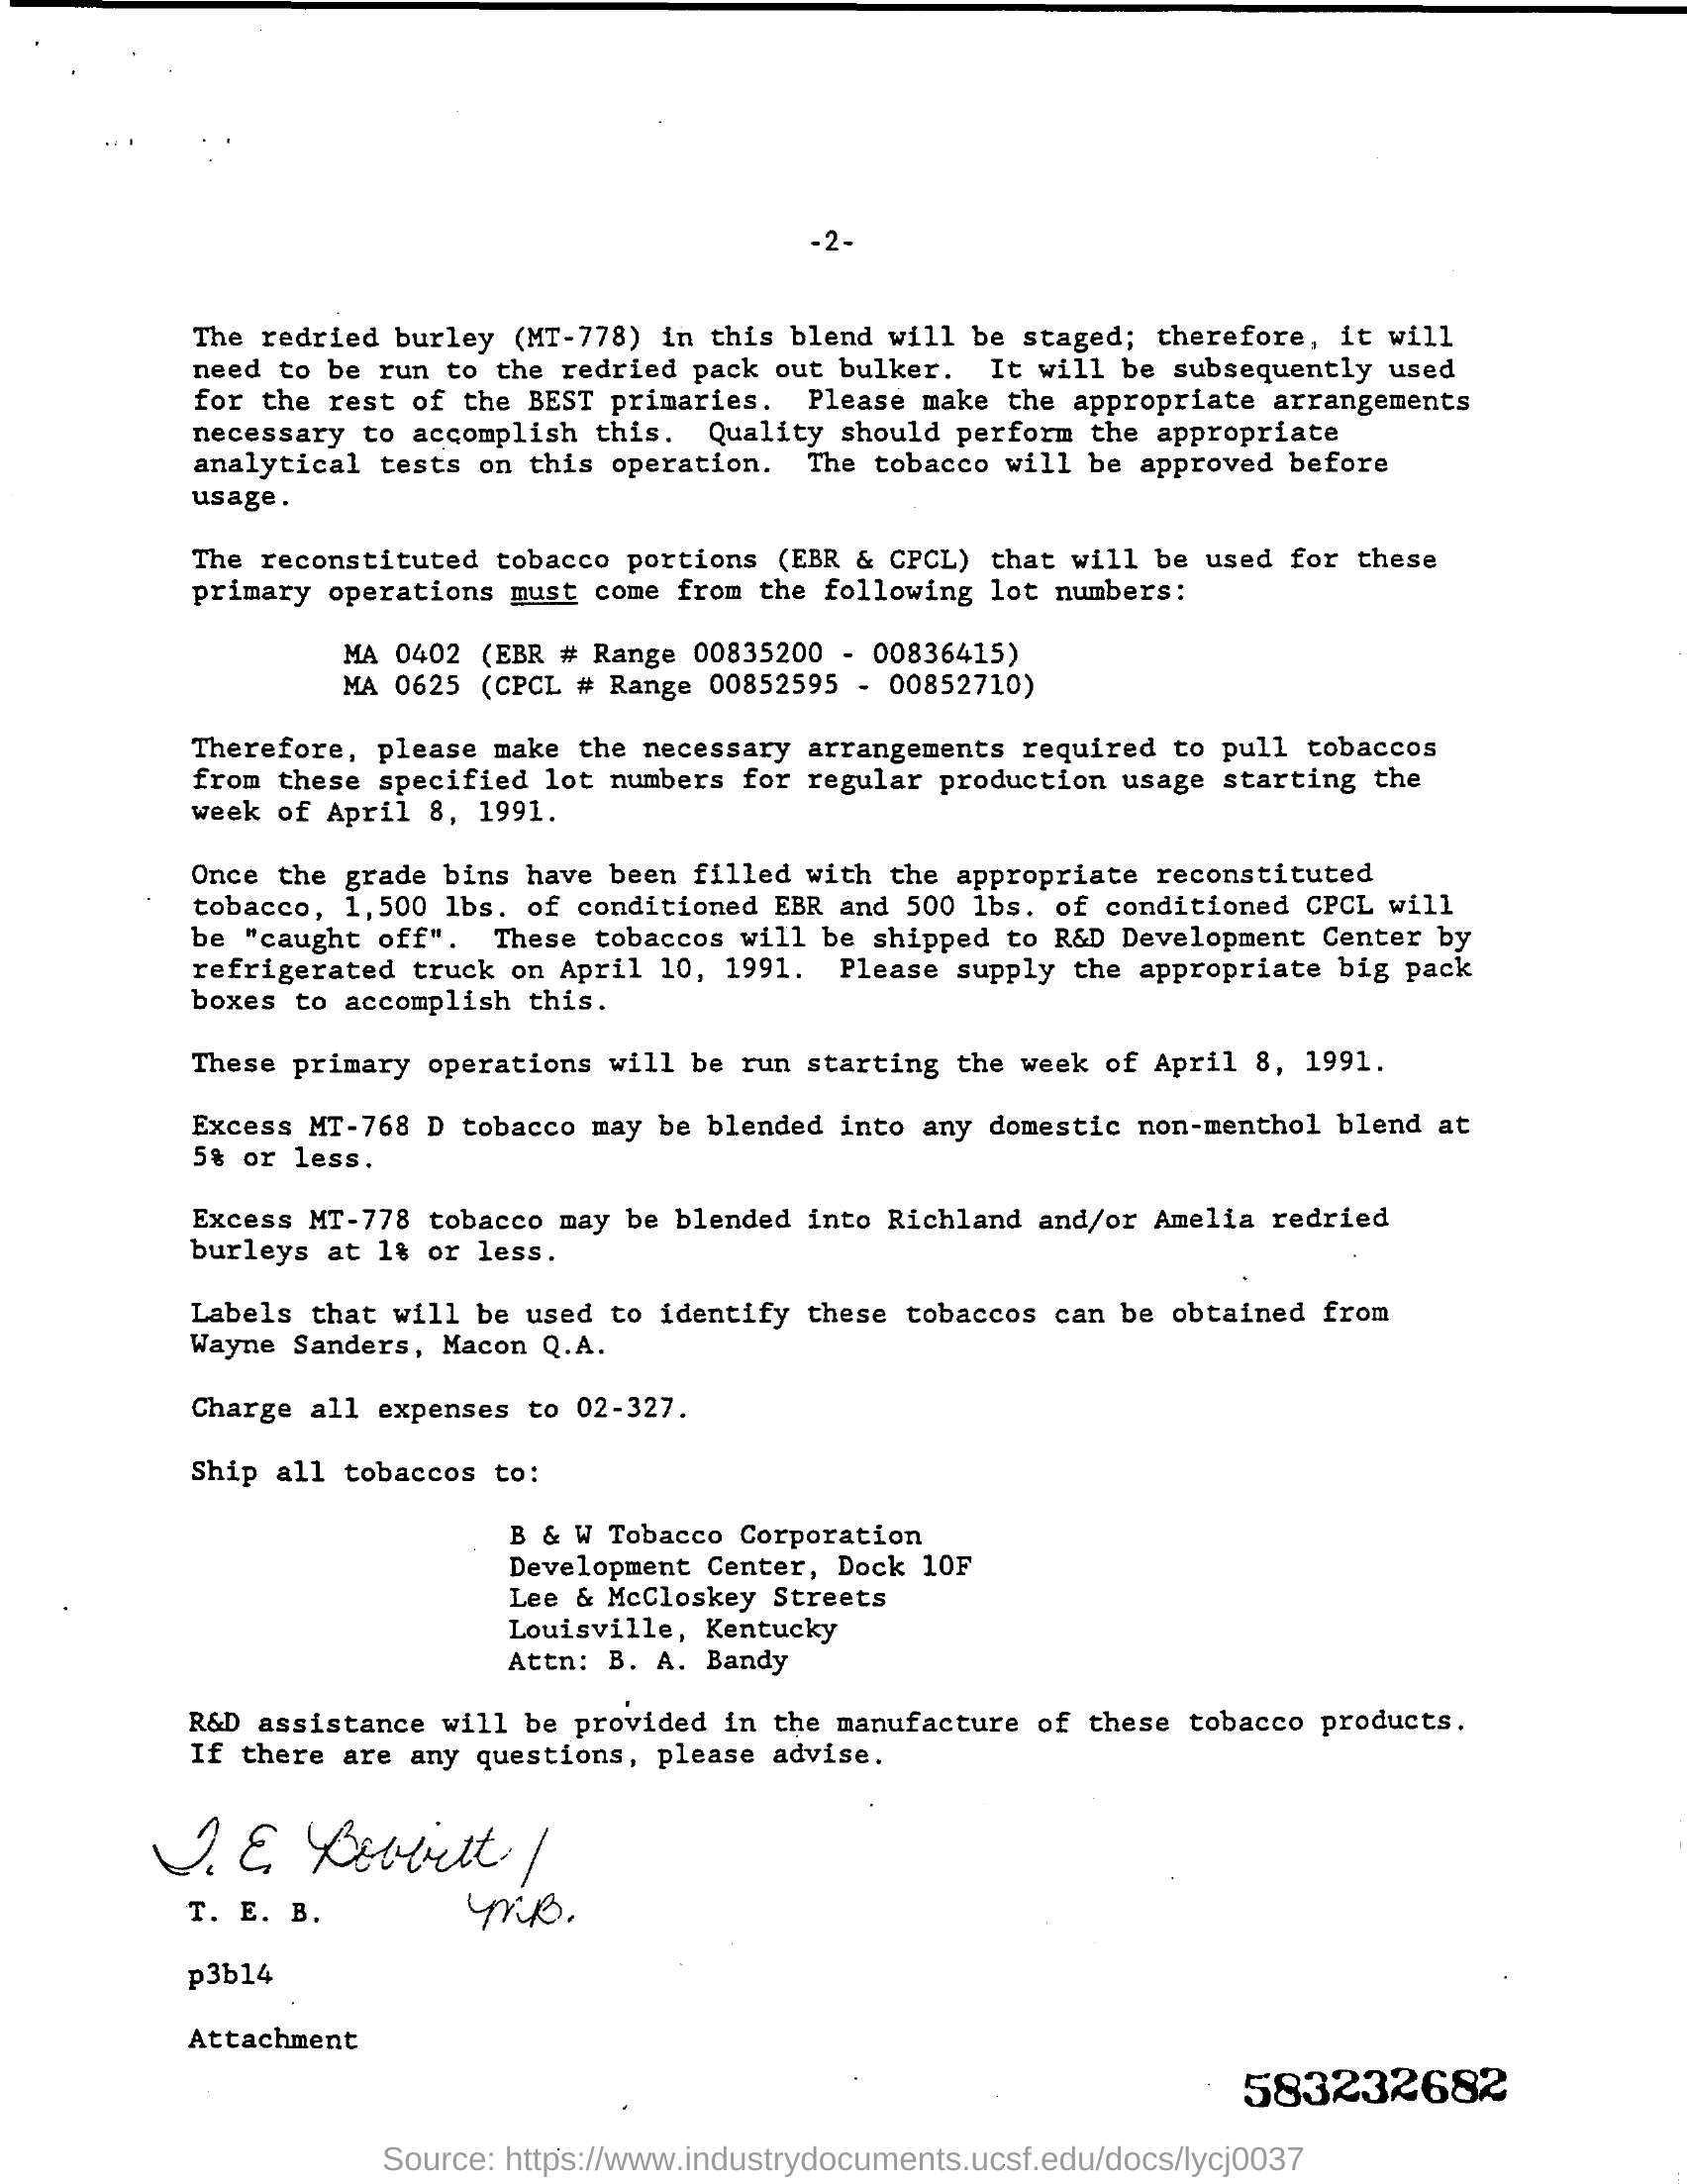 -2-
The redried burley (MT-778) in this blend will be staged; therefore, it will
need to be run to the redried pack out bulker. It will be subsequently used
for the rest of the BEST primaries. Please make the appropriate arrangements
necessary to accomplish this. Quality should perform the appropriate
analytical tests on this operation. The tobacco will be approved before
usage.
The reconstituted tobacco portions (EBR & CPCL) that will be used for these
primary operations must come from the following lot numbers:
MA 0402 (EBR # Range 00835200 - 00836415)
MA 0625 (CPCL # Range 00852595 - 00852710)
Therefore, please make the necessary arrangements required to pull tobaccos
from these specified lot numbers for regular production usage starting the
week of April 8, 1991.
Once the grade bins have been filled with the appropriate reconstituted
tobacco, 1,500 lbs. of conditioned EBR and 500 lbs. of conditioned CPCL will
be "caught off". These tobaccos will be shipped to R&D Development Center by
refrigerated truck on April 10, 1991. Please supply the appropriate big pack
boxes to accomplish this.
These primary operations will be run starting the week of April 8, 1991.
Excess MT-768 D tobacco may be blended into any domestic non-menthol blend at
5% or less.
Excess MT-778 tobacco may be blended into Richland and/or Amelia redried
burleys at 1% or less.
Labels that will be used to identify these tobaccos can be obtained from
Wayne Sanders, Macon Q.A.
Charge all expenses to 02-327.
Ship all tobaccos to:
B & W Tobacco Corporation
Development Center, Dock 10F
Lee & McCloskey Streets
Louisville, Kentucky
Attn: B. A. Bandy
R&D assistance will be provided in the manufacture of these tobacco products.
If there are any questions, please advise.
T. E. Bobbitt /
T. E. B.
p3b14
Attachment
583232682
Source: https://www.industrydocuments.ucsf.edu/docs/lycj0037